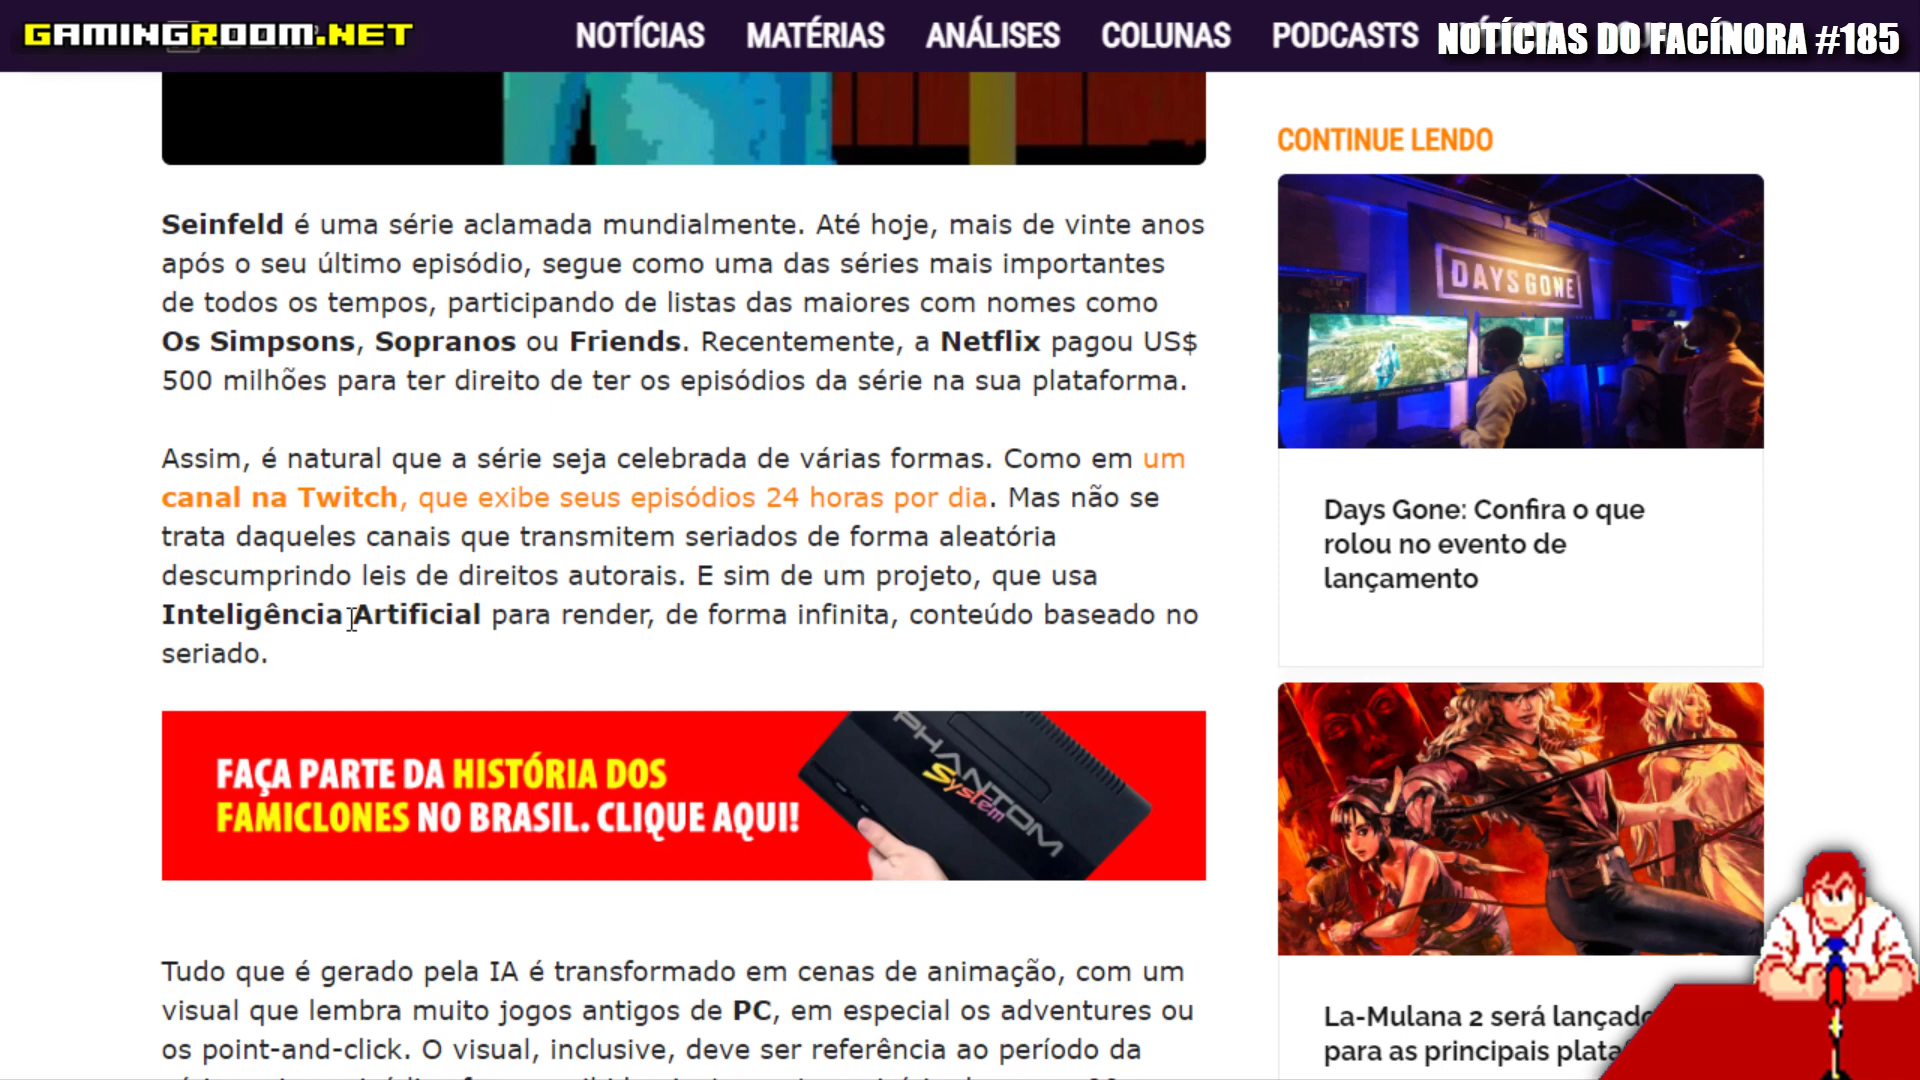 GAMINGROOM.NET
NOTÍCIAS MATÉRIAS ANÁLISES COLUNAS PODCASTS
NOTÍCIAS DO FACÍNORA #185
Seinfeld é uma série aclamada mundialmente. Até hoje, mais de vinte anos
após o seu último episódio, segue como uma das séries mais importantes
de todos os tempos, participando de listas das maiores com nomes como
Os Simpsons, Sopranos ou Friends. Recentemente, a Netflix pagou US$
500 milhões para ter direito de ter os episódios da série na sua plataforma.
Assim, é natural que a série seja celebrada de várias formas. Como em um
canal na Twitch, que exibe seus episódios 24 horas por dia. Mas não se
trata daqueles canais que transmitem seriados de forma aleatória
descumprindo leis de direitos autorais. E sim de um projeto, que usa
Inteligência Artificial para render, de forma infinita, conteúdo baseado no
seriado.
FAÇA PARTE DA HISTÓRIA DOS
FAMICLONES NO BRASIL. CLIQUE AQUI!
PHANTOM
System
Tudo que é gerado pela IA é transformado em cenas de animação, com um
visual que lembra muito jogos antigos de PC, em especial os adventures ou
os point-and-click. O visual, inclusive, deve ser referência ao período da
CONTINUE LENDO
DAYS GONE
Days Gone: Confira o que
rolou no evento de
lançamento
La-Mulana 2 será lançado
para as principais plata